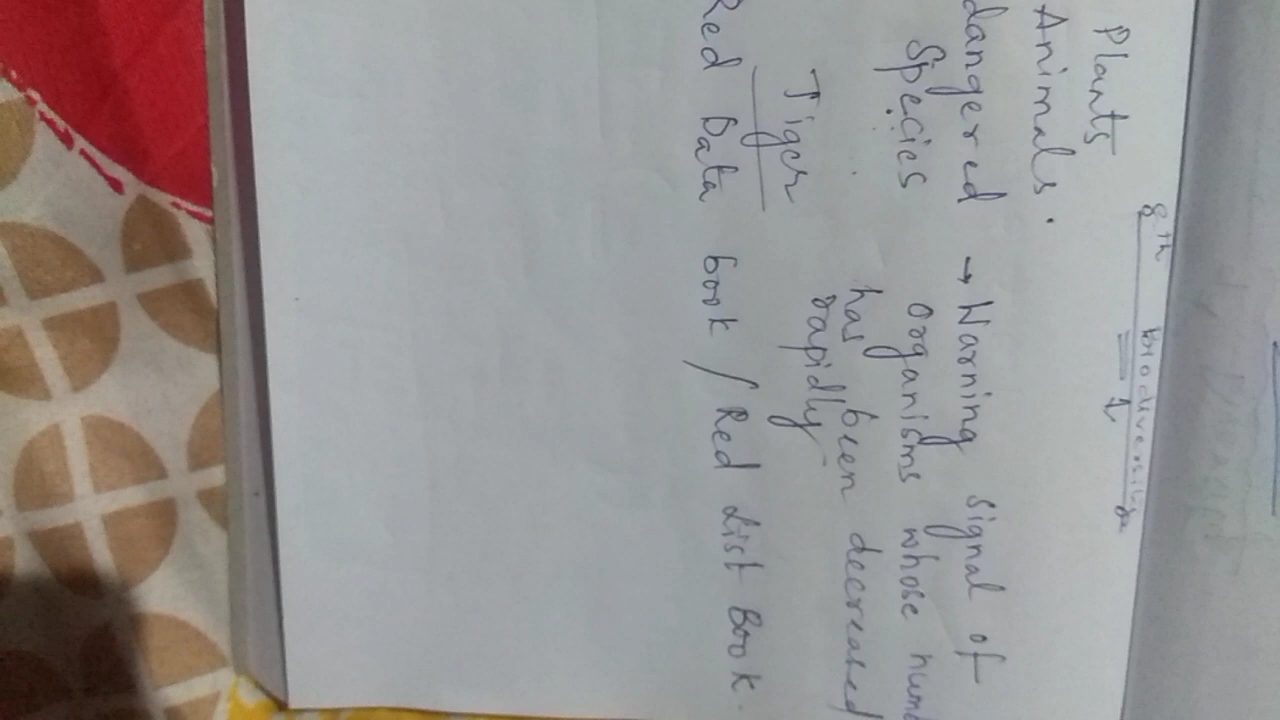 8th biodiversity
1
Plants
Animals.
dangered → Warning signal of
Species organisms whose num
has been decreased
rapidly
Tiger
Red Data book / Red List Book.